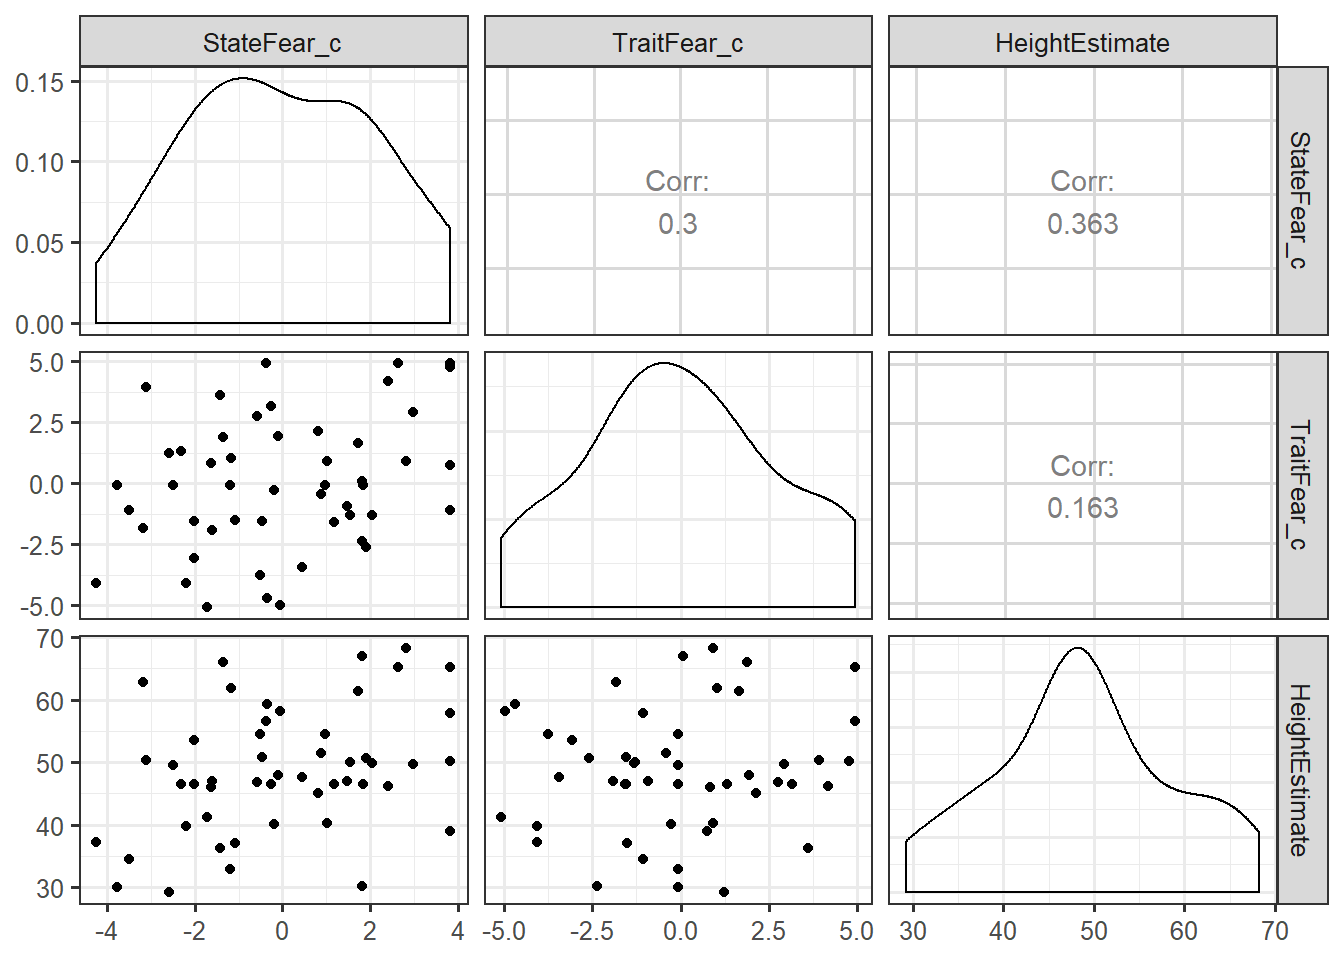 StateFear_c
TraitFear_c
HeightEstimate
0.15
0.10
0.05
0.00
Corr:
0.3
Corr:
0.363
StateFear_c
5.0
2.5
0.0
-2.5
-5.0
Corr:
0.163
TraitFear_c
70
60
50
40
30
HeightEstimate
-4 -2 0 2 4
-5.0 -2.5 0.0 2.5 5.0
30 40 50 60 70